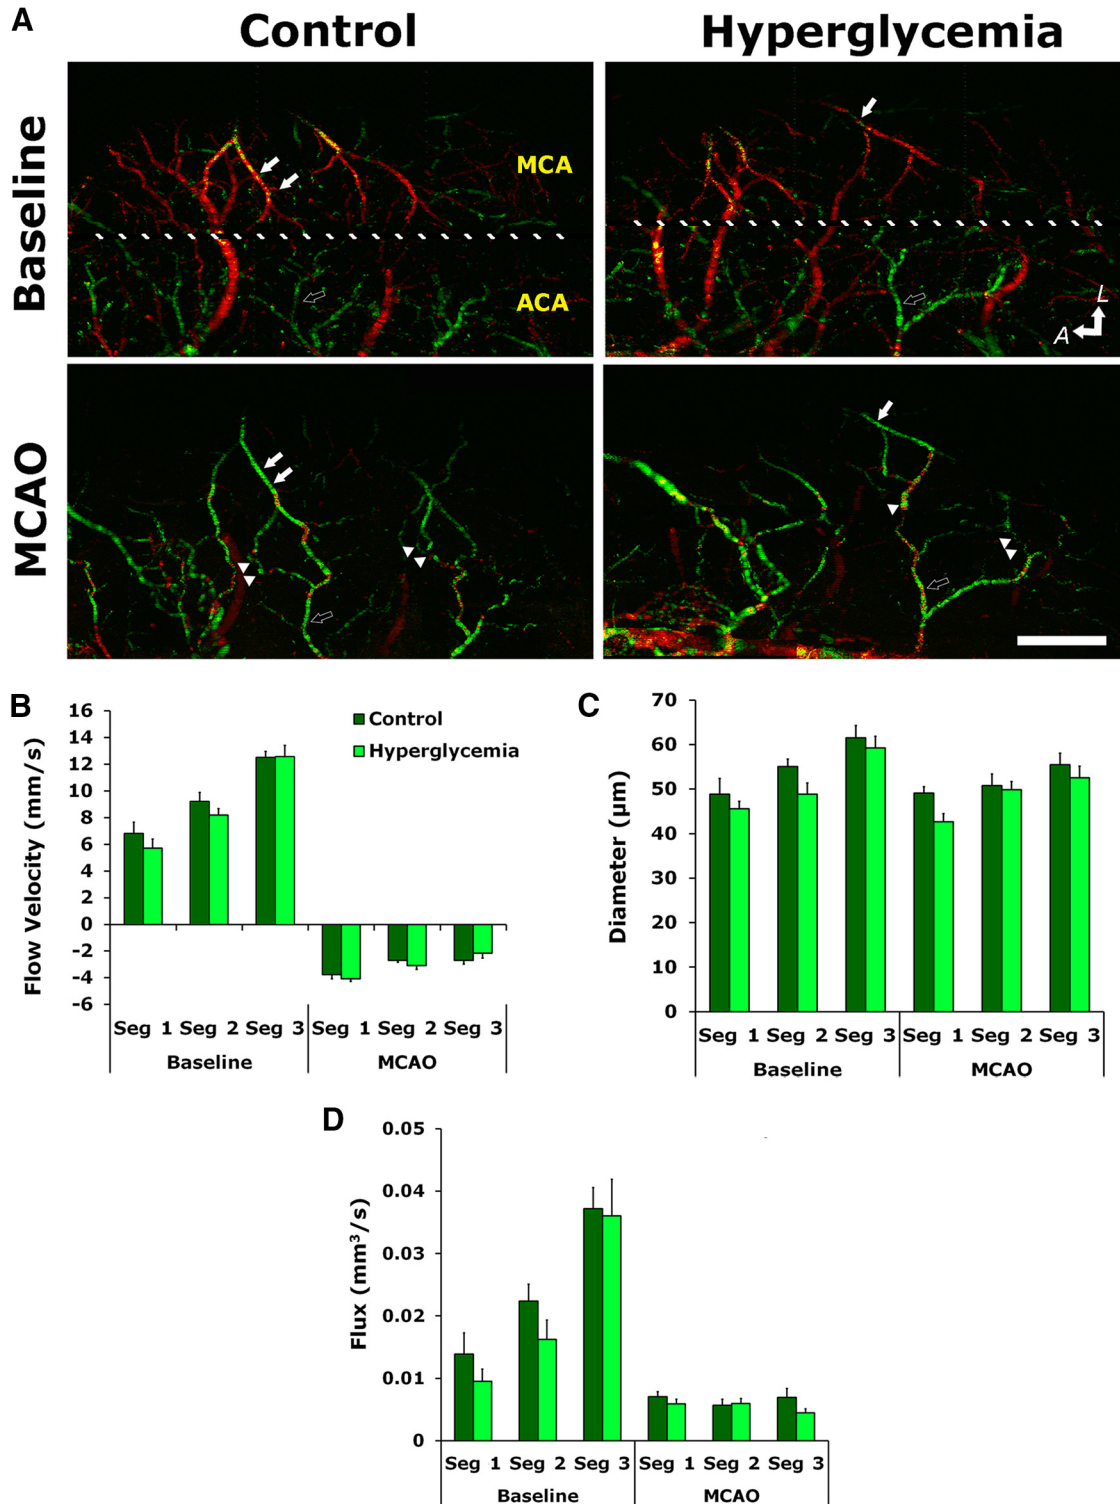 A
Control
Hyperglycemia
Baseline
MCA
ACA
L
A
MCAO
B
16
14
12
10
8
6
4
2
0
-2
-4
-6
Flow Velocity (mm/s)
Control
Hyperglycemia
Seg 1 Seg 2 Seg 3 Seg 1 Seg 2 Seg 3
Baseline MCAO
C
70
60
50
40
30
20
10
0
Diameter (µm)
Seg 1 Seg 2 Seg 3 Seg 1 Seg 2 Seg 3
Baseline MCAO
D
0.05
0.04
0.03
0.02
0.01
0
Flux (mm³/s)
Seg 1 Seg 2 Seg 3 Seg 1 Seg 2 Seg 3
Baseline MCAO